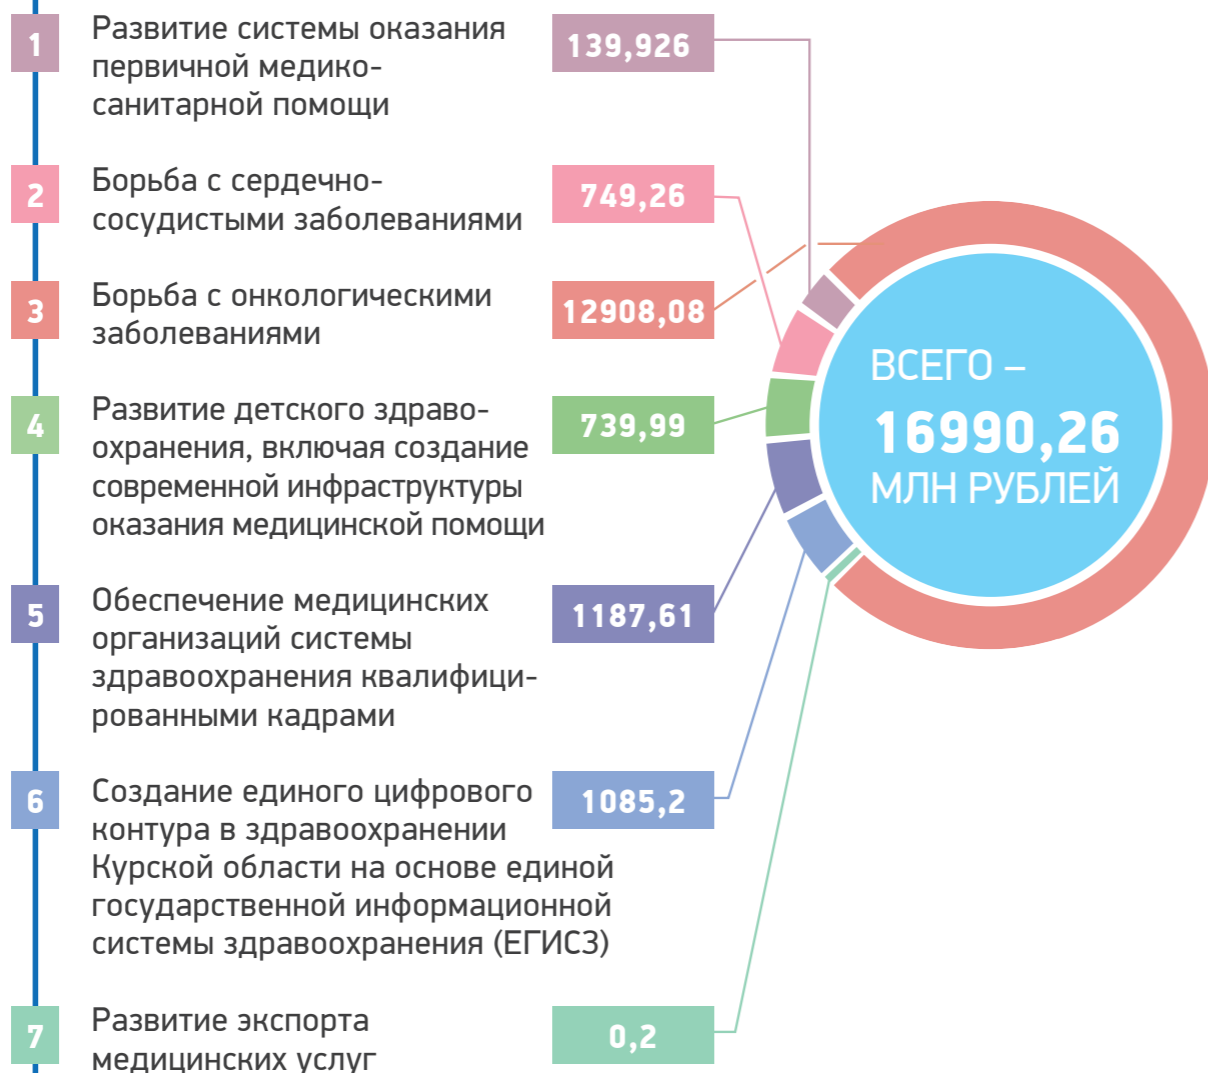 1
Развитие системы оказания
первичной медико-
санитарной помощи
139,926
2
Борьба с сердечно-
сосудистыми заболеваниями
749,26
3
Борьба с онкологическими
заболеваниями
12908,08
4
Развитие детского здраво-
охранения, включая создание
современной инфраструктуры
оказания медицинской помощи
739,99
5
Обеспечение медицинских
организаций системы
здравоохранения квалифици-
рованными кадрами
1187,61
6
Создание единого цифрового
контура в здравоохранении
Курской области на основе единой
государственной информационной
системы здравоохранения (ЕГИСЗ)
1085,2
7
Развитие экспорта
медицинских услуг
0,2
ВСЕГО –
16990,26
МЛН РУБЛЕЙ